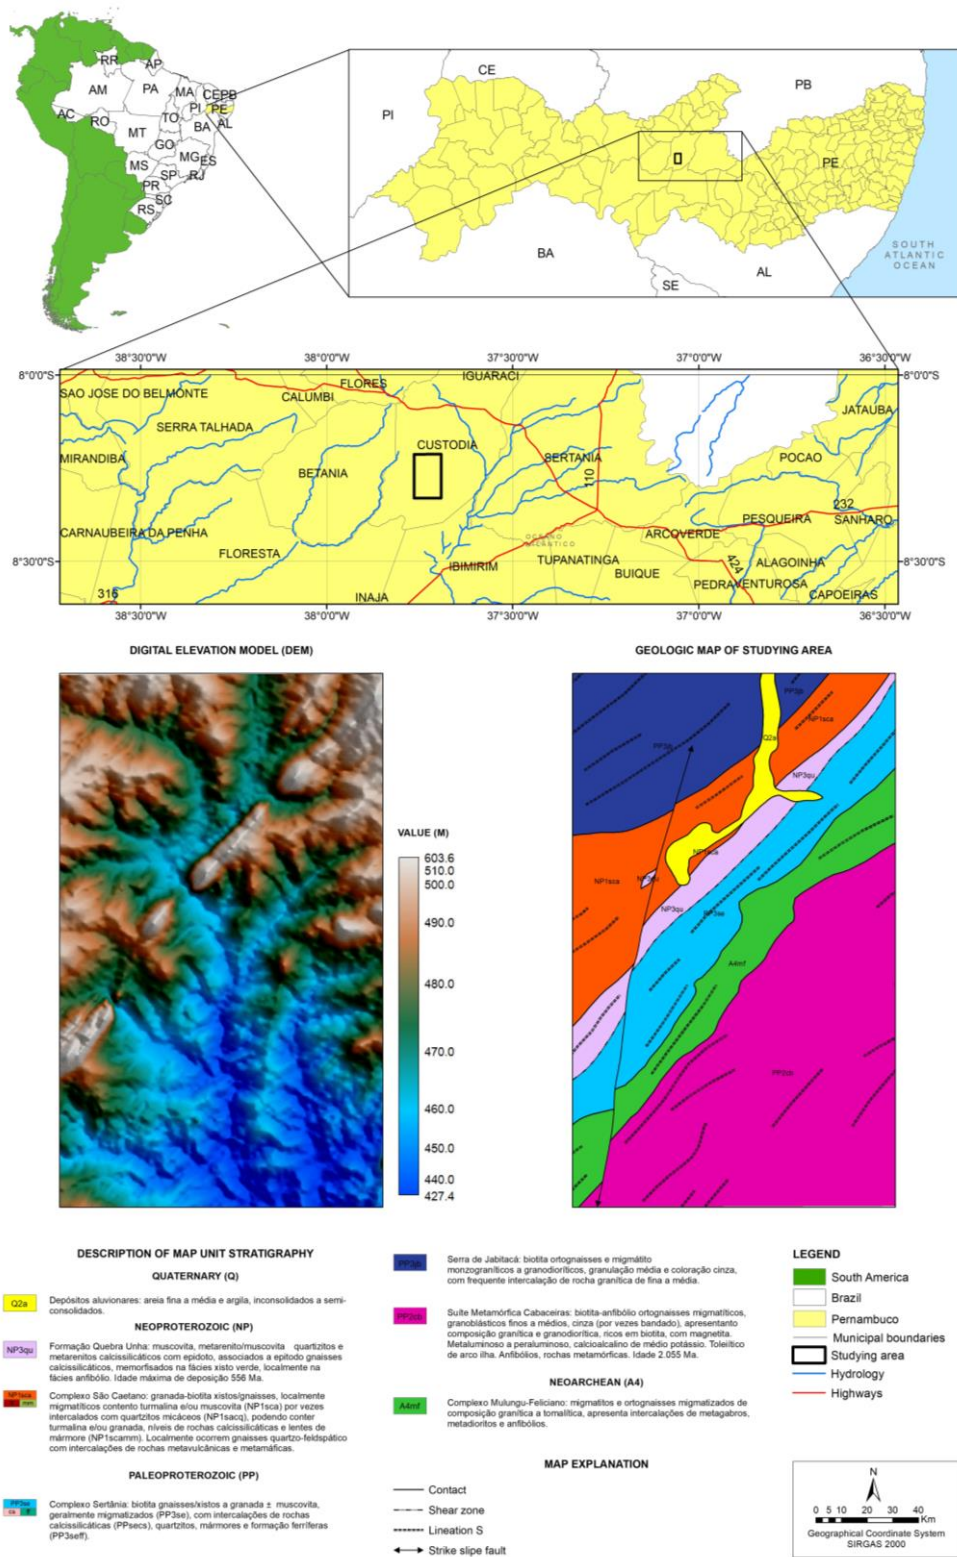 RR
AP
AM
PA
MA
CE
PB
PI
PE
AC
RO
TO
AL
BA
MT
GO
MG
ES
MS
SP
RJ
PR
SC
RS
CE
PB
PI
PE
BA
AL
SE
SOUTH
ATLANTIC
OCEAN
38°30'0"W 38°0'0"W 37°30'0"W 37°0'0"W 36°30'0"W
8°0'0"S 8°0'0"S
FLORES
IGUARACI
SAO JOSE DO BELMONTE
CALUMBI
JATAUBA
SERRA TALHADA
CUSTODIA
MIRANDIBA
BETANIA
SERTANIA
POCAO
110
232
CARNAUBEIRA DA PENHA
PESQUEIRA
SANHARO
ARCOVERDE
OCEANO
ATLÂNTICO
FLORESTA
8°30'0"S 8°30'0"S
IBIMIRIM
TUPANATINGA
424
ALAGOINHA
BUIQUE
PEDRA
VENTUROSA
316
INAJA
CAPOEIRAS
38°30'0"W 38°0'0"W 37°30'0"W 37°0'0"W 36°30'0"W
DIGITAL ELEVATION MODEL (DEM)
VALUE (M)
603.6
510.0
500.0
490.0
480.0
470.0
460.0
450.0
440.0
427.4
GEOLOGIC MAP OF STUDYING AREA
PP3jb
NP1sca
Q2a
NP3qu
NP1sca
NP1sca
NP3qu
NP3qu
PP3se
A4mf
DESCRIPTION OF MAP UNIT STRATIGRAPHY
QUATERNARY (Q)
Q2a
Depósitos aluvionares: areia fina a média e argila, inconsolidados a semi-
consolidados.
NEOPROTEROZOIC (NP)
NP3qu
Formação Quebra Unha: muscovita, metarenito/muscovita quartzitos e
metarenitos calcissilicáticos com epidoto, associados a epitodo gnaisses
calcissilicáticos, memorfisados na fácies xisto verde, localmente na
fácies anfibólio. Idade máxima de deposição 556 Ma.
NP1sca
mm
Complexo São Caetano: granada-biotita xistos/gnaisses, localmente
migmatíticos contento turmalina e/ou muscovita (NP1sca) por vezes
intercalados com quartzitos micáceos (NP1sacq), podendo conter
turmalina e/ou granada, níveis de rochas calcissilicáticas e lentes de
mármore (NP1scamm). Localmente ocorrem gnaisses quartzo-feldspático
com intercalações de rochas metavulcânicas e metamáficas.
PALEOPROTEROZOIC (PP)
PP3se
Complexo Sertânia: biotita gnaisses/xistos a granada ± muscovita,
geralmente migmatizados (PP3se), com intercalações de rochas
calcissilicáticas (PPsecs), quartzitos, mármores e formação ferríferas
(PP3seff).
Serra de Jabitacá: biotita ortognaisses e migmátito
monzograníticos a granodioríticos, granulação média e coloração cinza,
com frequente intercalação de rocha granítica de fina a média.
Suíte Metamórfica Cabaceiras: biotita-anfibólio ortognaisses migmatíticos,
granoblásticos finos a médios, cinza (por vezes bandado), apresentanto
composição granítica e granodiorítica, ricos em biotita, com magnetita.
Metaluminoso a peraluminoso, calcioalcalino de médio potássio. Toleiítico
de arco ilha. Anfibólios, rochas metamórficas. Idade 2.055 Ma.
NEOARCHEAN (A4)
A4mf
Complexo Mulungu-Feliciano: migmatitos e ortognaisses migmatizados de
composição granítica a tomalítica, apresenta intercalações de metagabros,
metadioritos e anfibólios.
MAP EXPLANATION
Contact
Shear zone
Lineation S
Strike slipe fault
LEGEND
South America
Brazil
Pernambuco
Municipal boundaries
Studying area
Hydrology
Highways
N
0 5 10 20 30 40
Km
Geographical Coordinate System
SIRGAS 2000